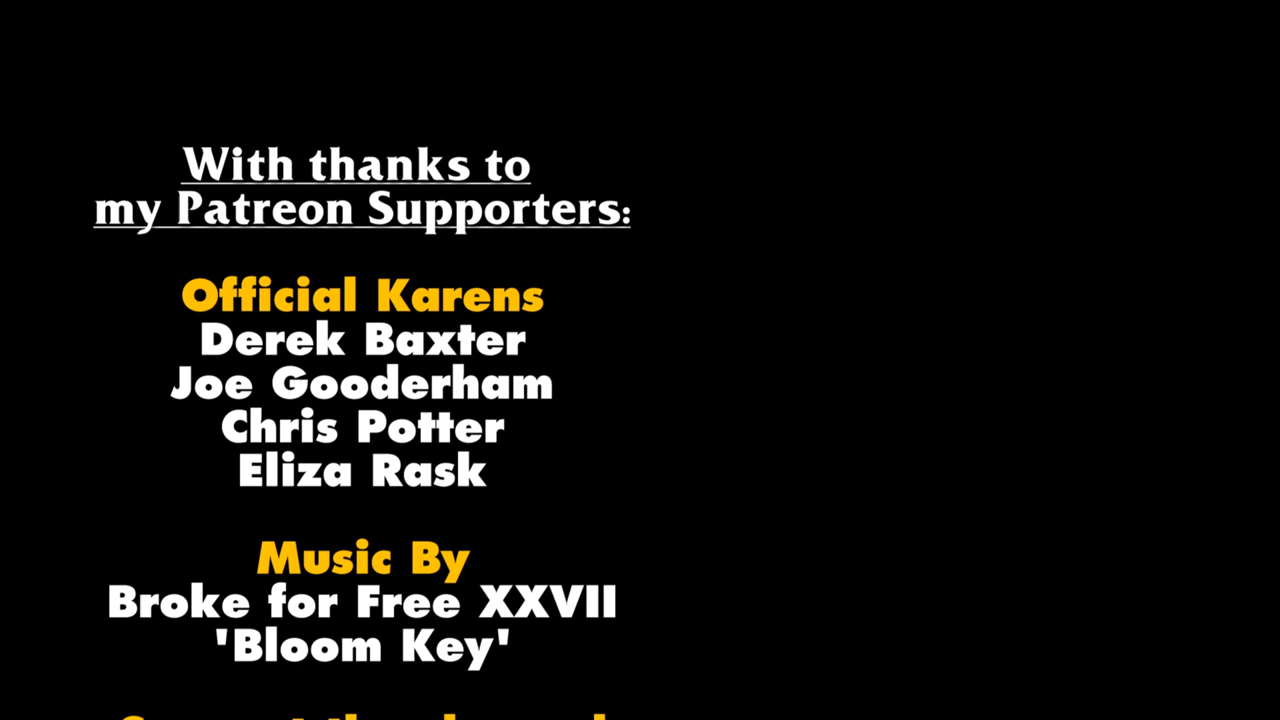 With thanks to
my Patreon Supporters:
Official Karens
Derek Baxter
Joe Gooderham
Chris Potter
Eliza Rask
Music By
Broke for Free XXVII
'Bloom Key'